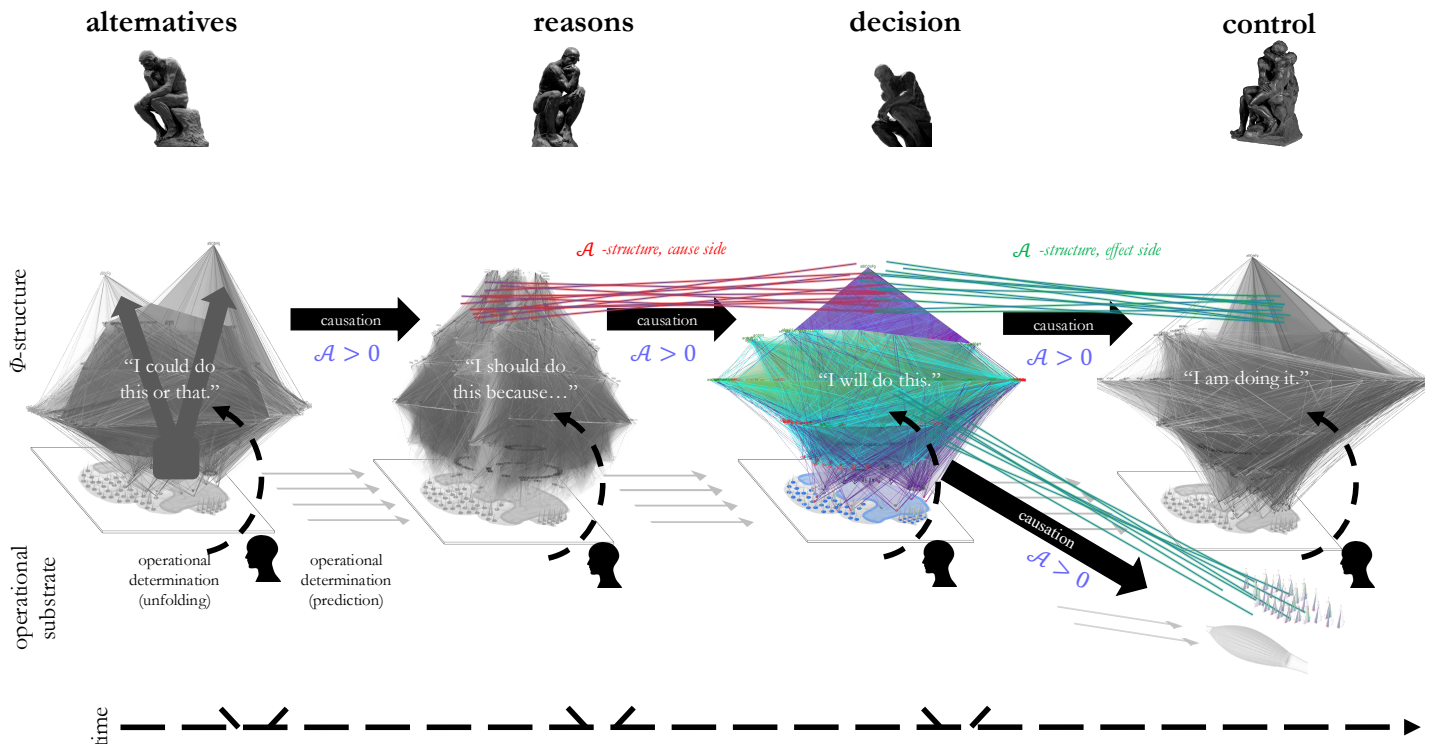 alternatives
reasons
decision
control
𝒜 -structure, cause side
𝒜 -structure, effect side
Φ-structure
causation
𝒜 > 0
causation
𝒜 > 0
causation
𝒜 > 0
“I could do
this or that.”
“I should do
this because…”
“I will do this.”
“I am doing it.”
causation
𝒜 > 0
operational
substrate
operational
determination
(unfolding)
operational
determination
(prediction)
time